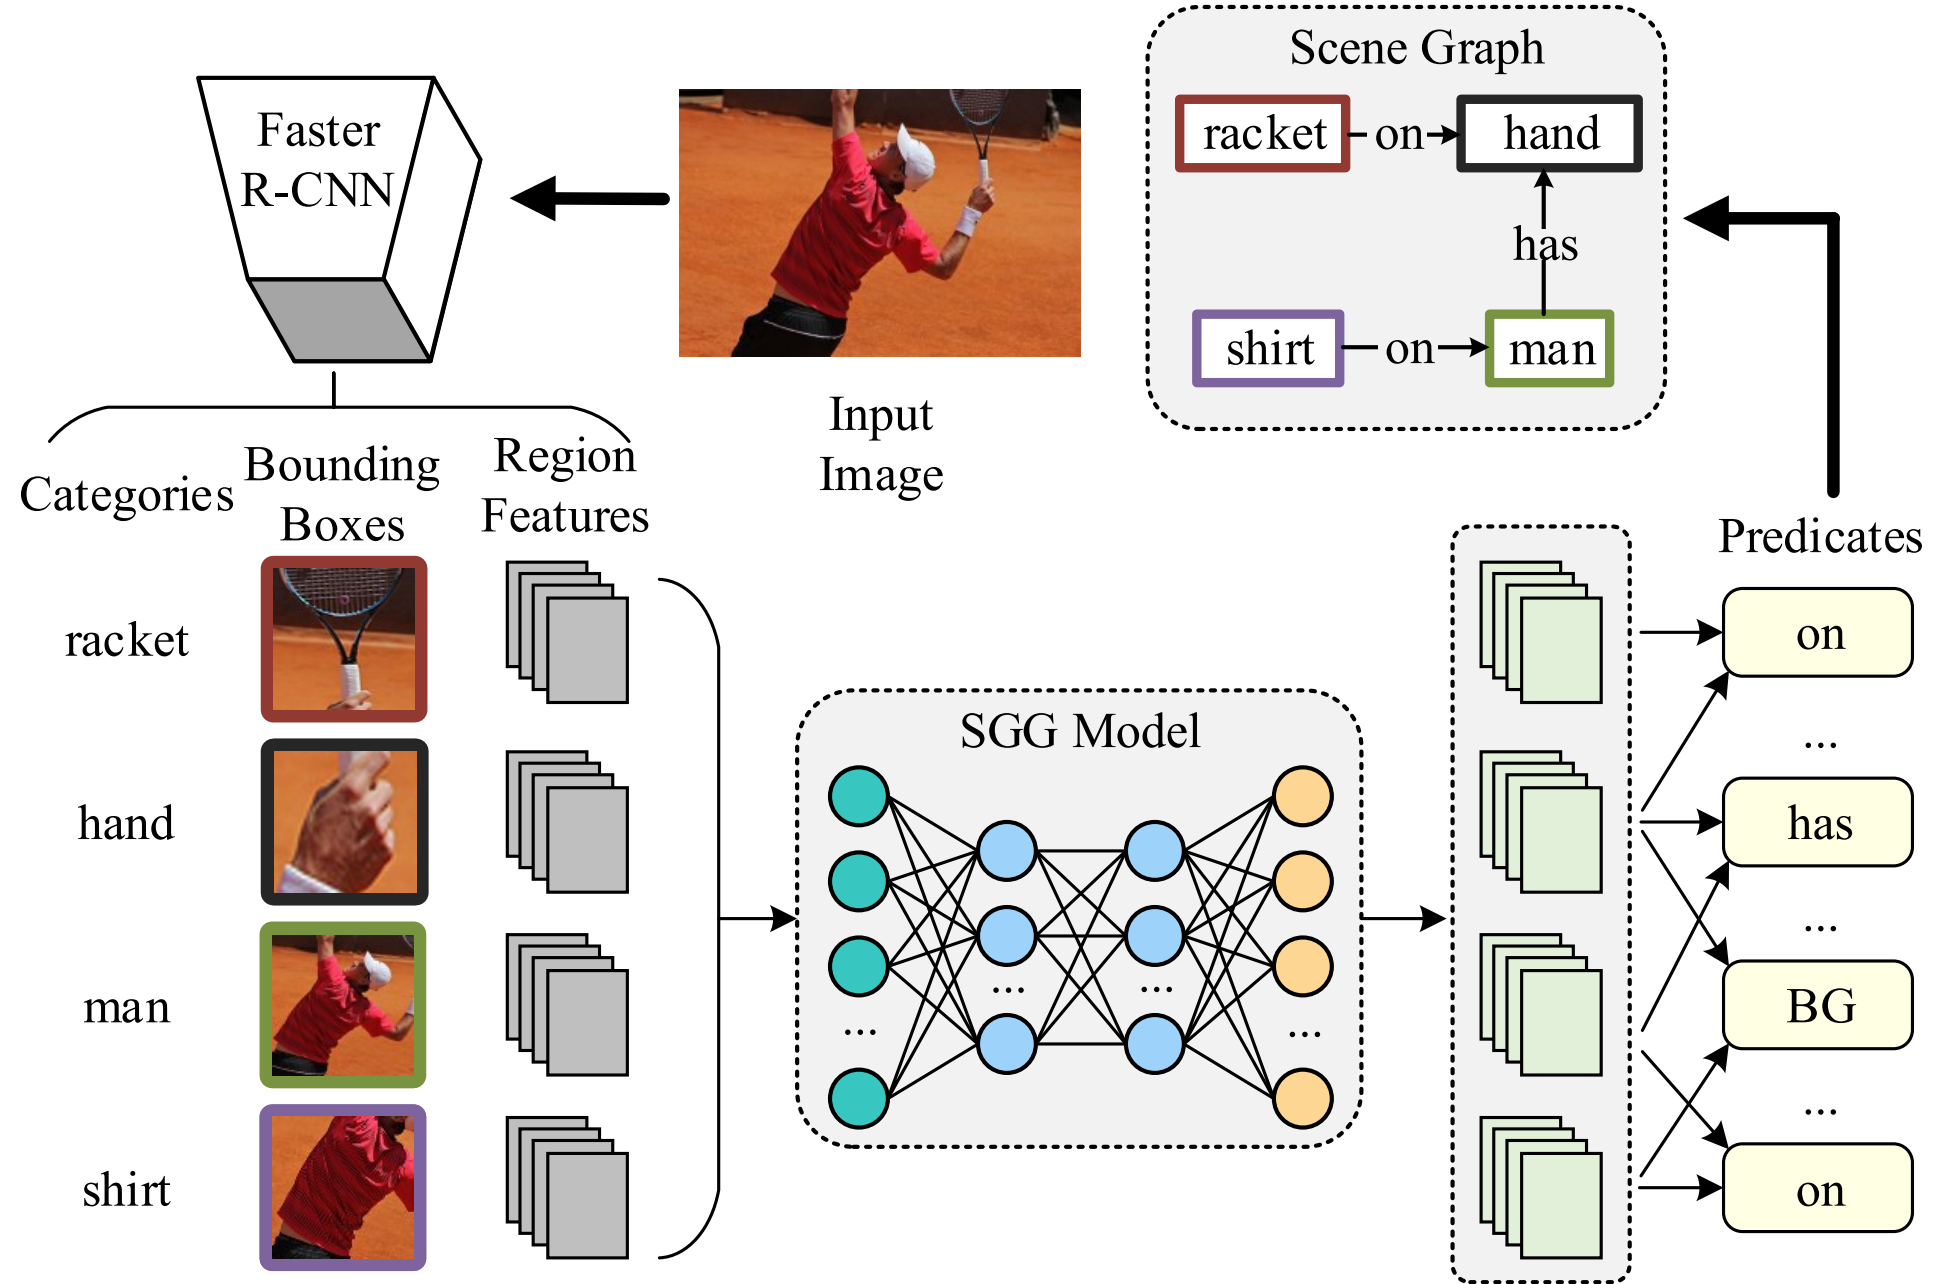 Scene Graph
racket
on
hand
has
shirt
on
man
Faster
R-CNN
Input
Image
Categories
Bounding
Boxes
Region
Features
racket
hand
man
shirt
SGG Model
...
...
...
...
Predicates
on
...
has
...
BG
...
on